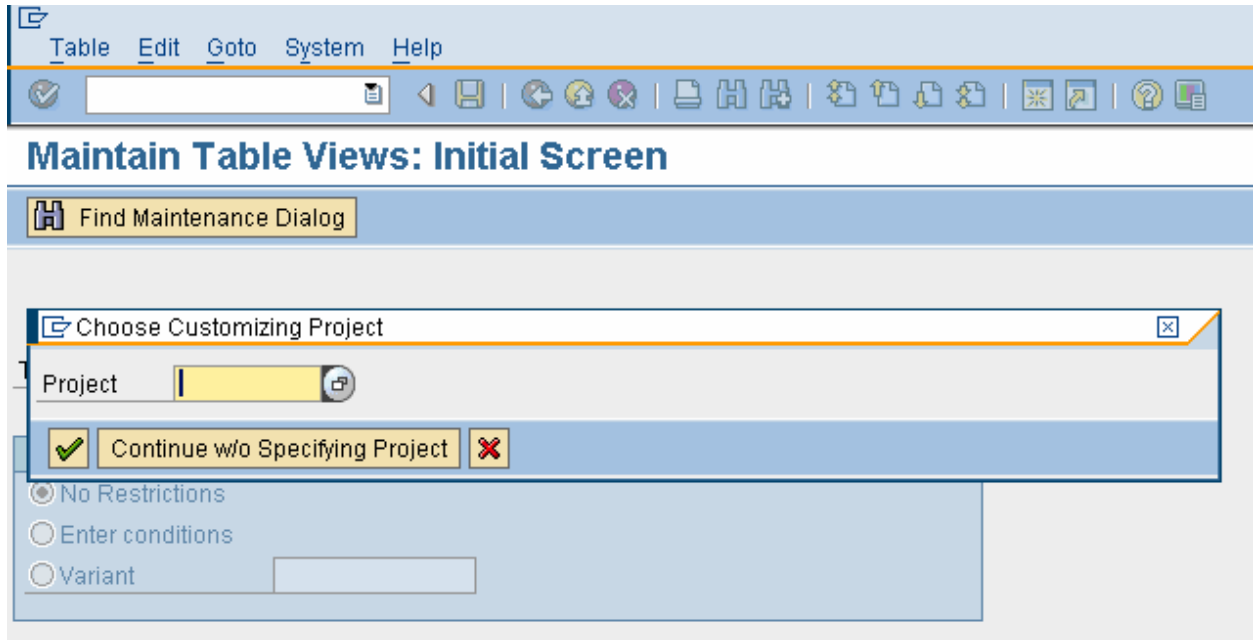 Table Edit Goto System Help
Maintain Table Views: Initial Screen
Find Maintenance Dialog
Choose Customizing Project
Project
Continue w/o Specifying Project
No Restrictions
Enter conditions
Variant